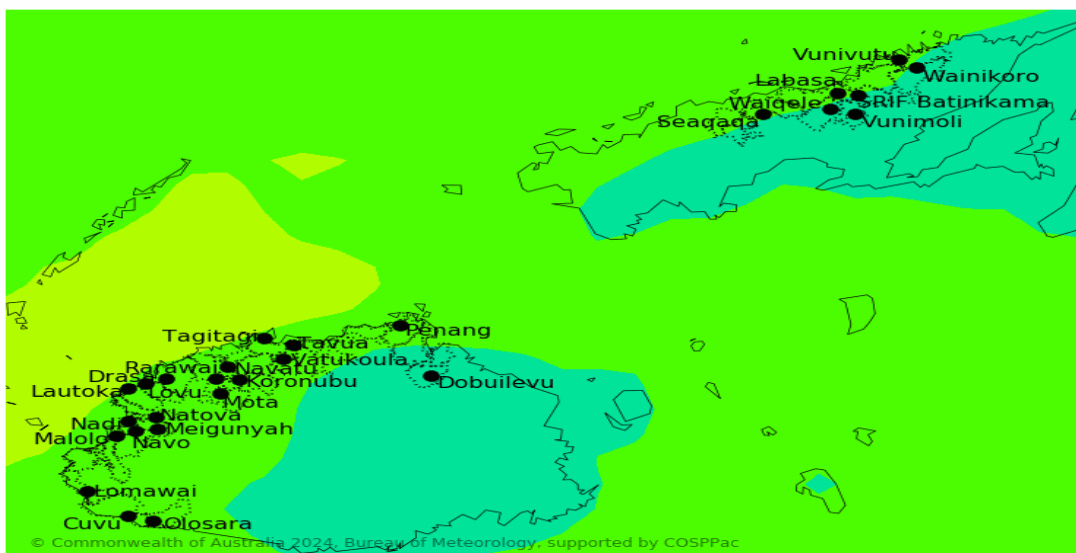 Vunivutu
Wainikoro
Labasa
Waiqele
SRIF Batinikama
Seaqaqa
Vunimoli
Penang
Tagitagi
Tavua
Vatukoula
Rarawai
Navatu
Drasa
Koronubu
Dobuilevu
Lautoka
Lovu
Mota
Natova
Nadi
Meigunyah
Malolo
Navo
Lomawai
Cuvu
Olosara
© Commonwealth of Australia 2024, Bureau of Meteorology, supported by COSPPac